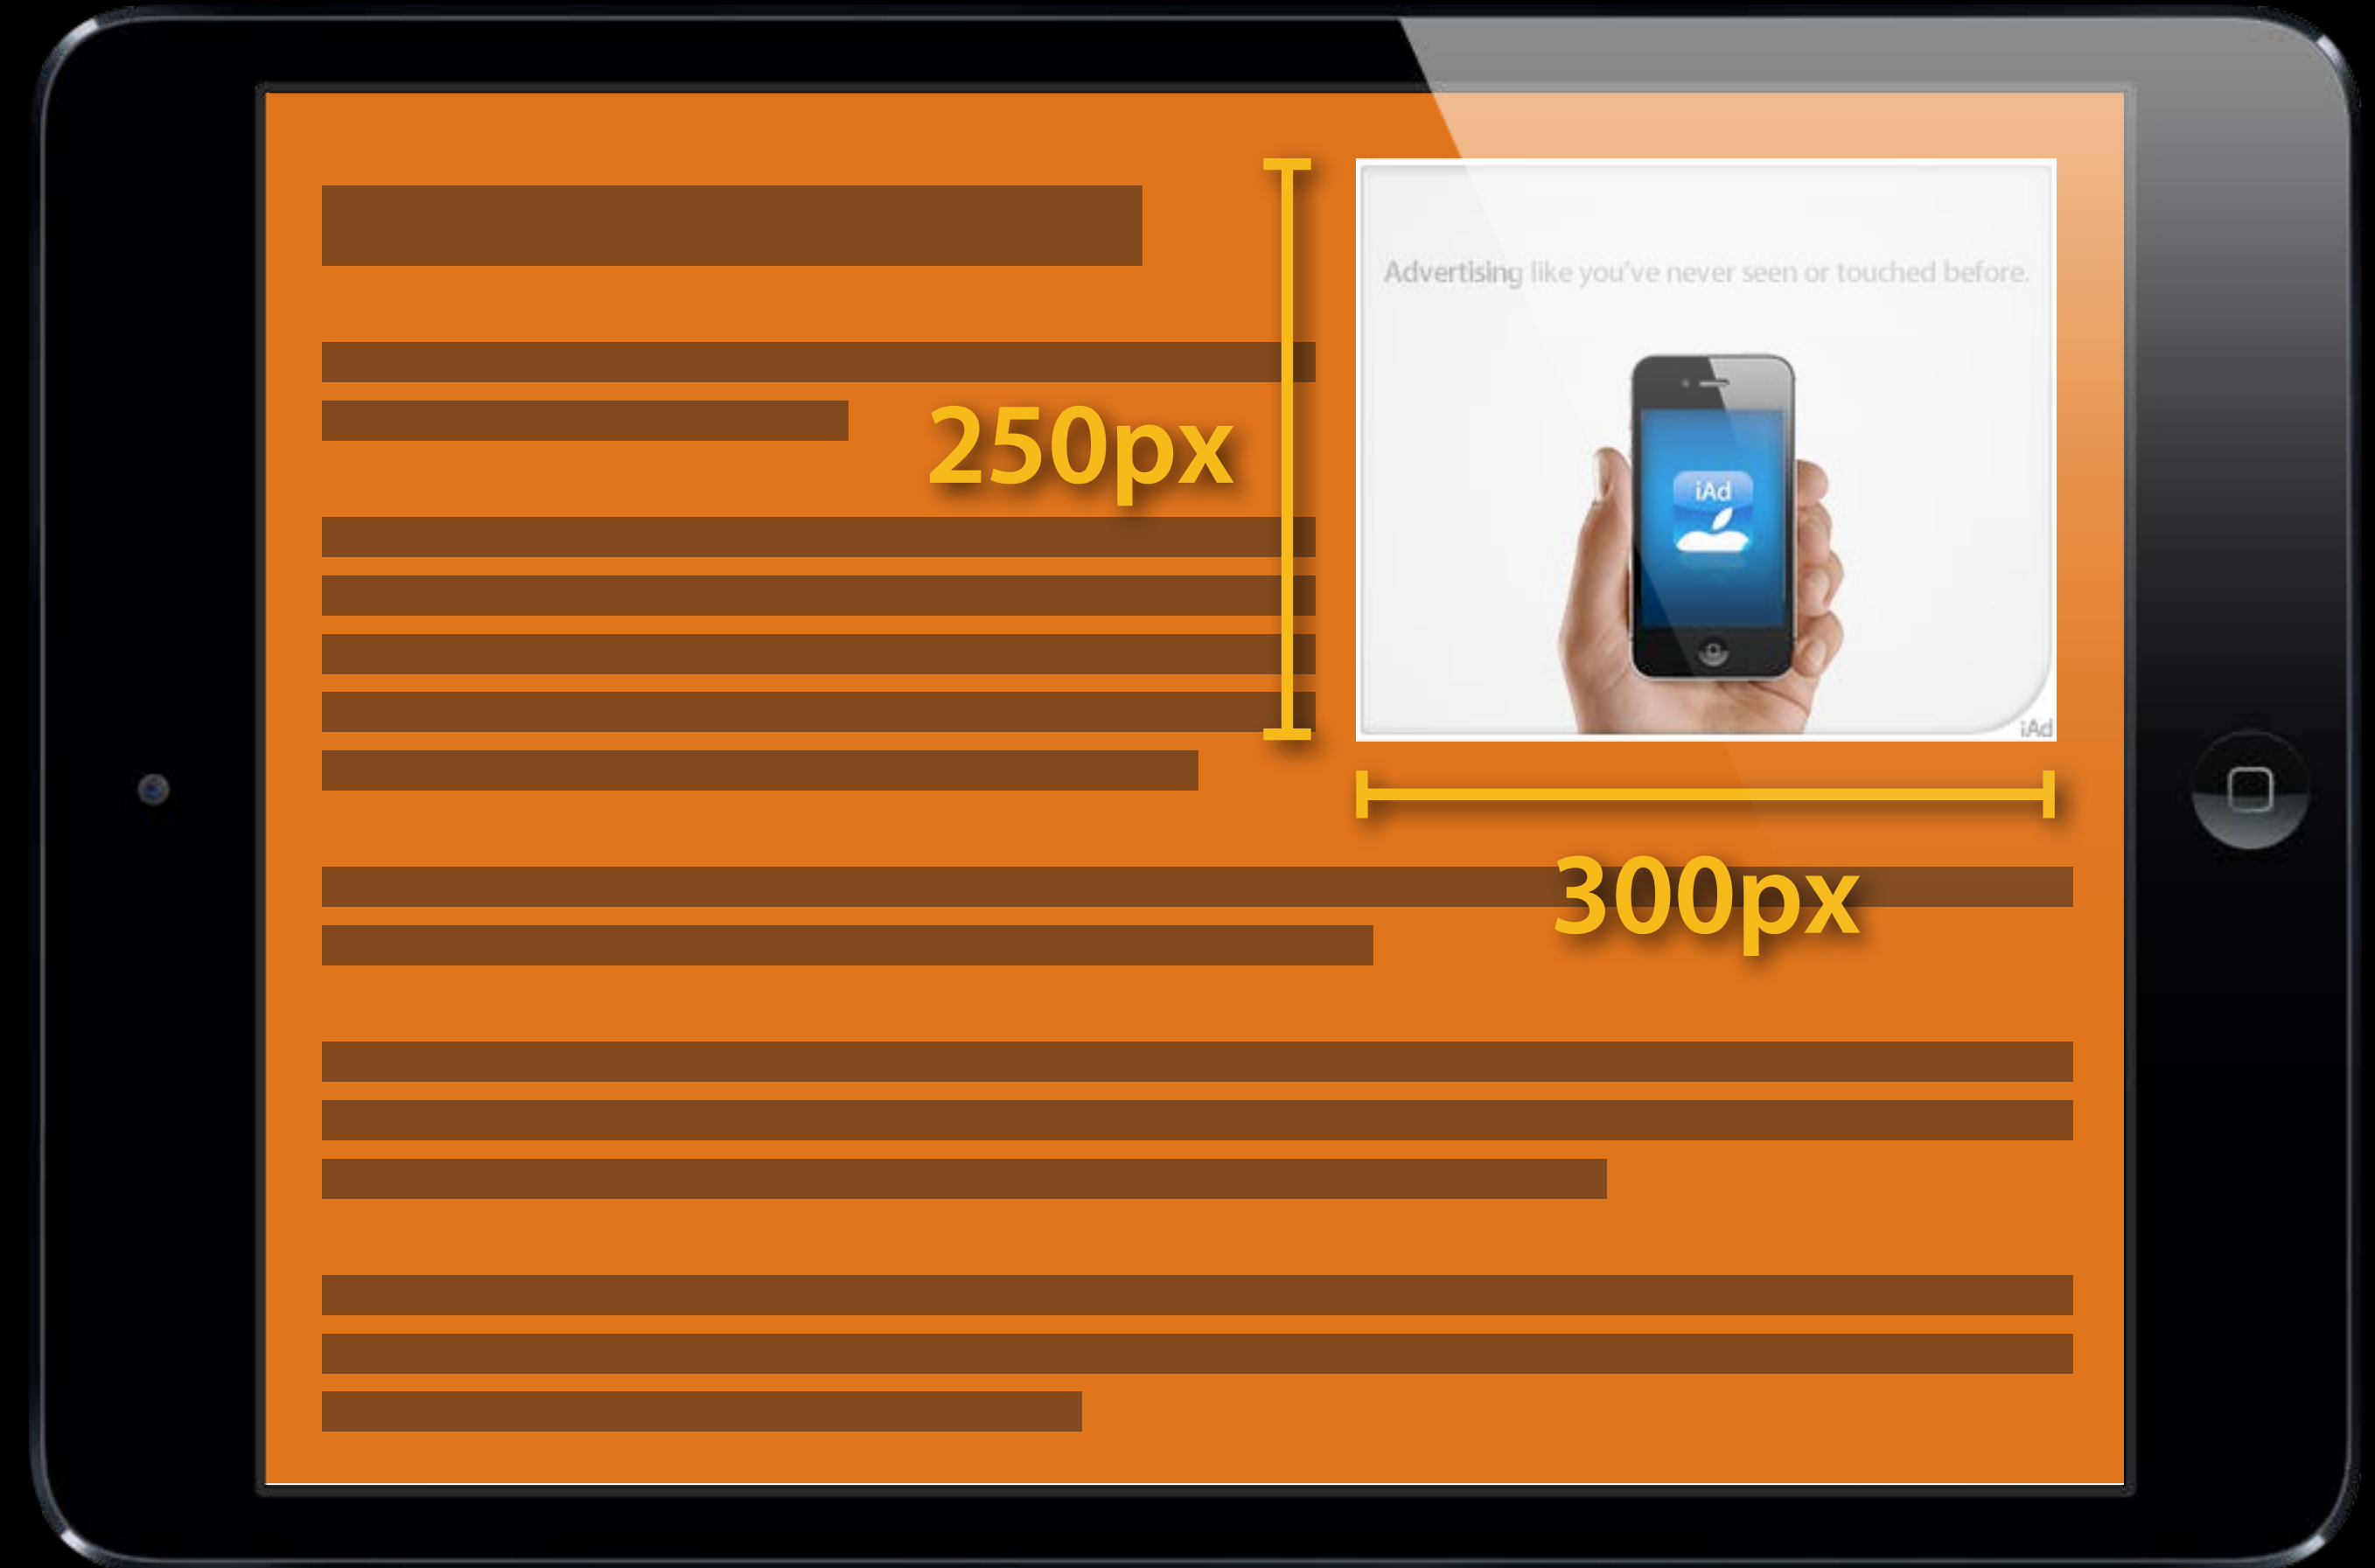 Advertising like you've never seen or touched before.
250px
iAd
iAd
300px